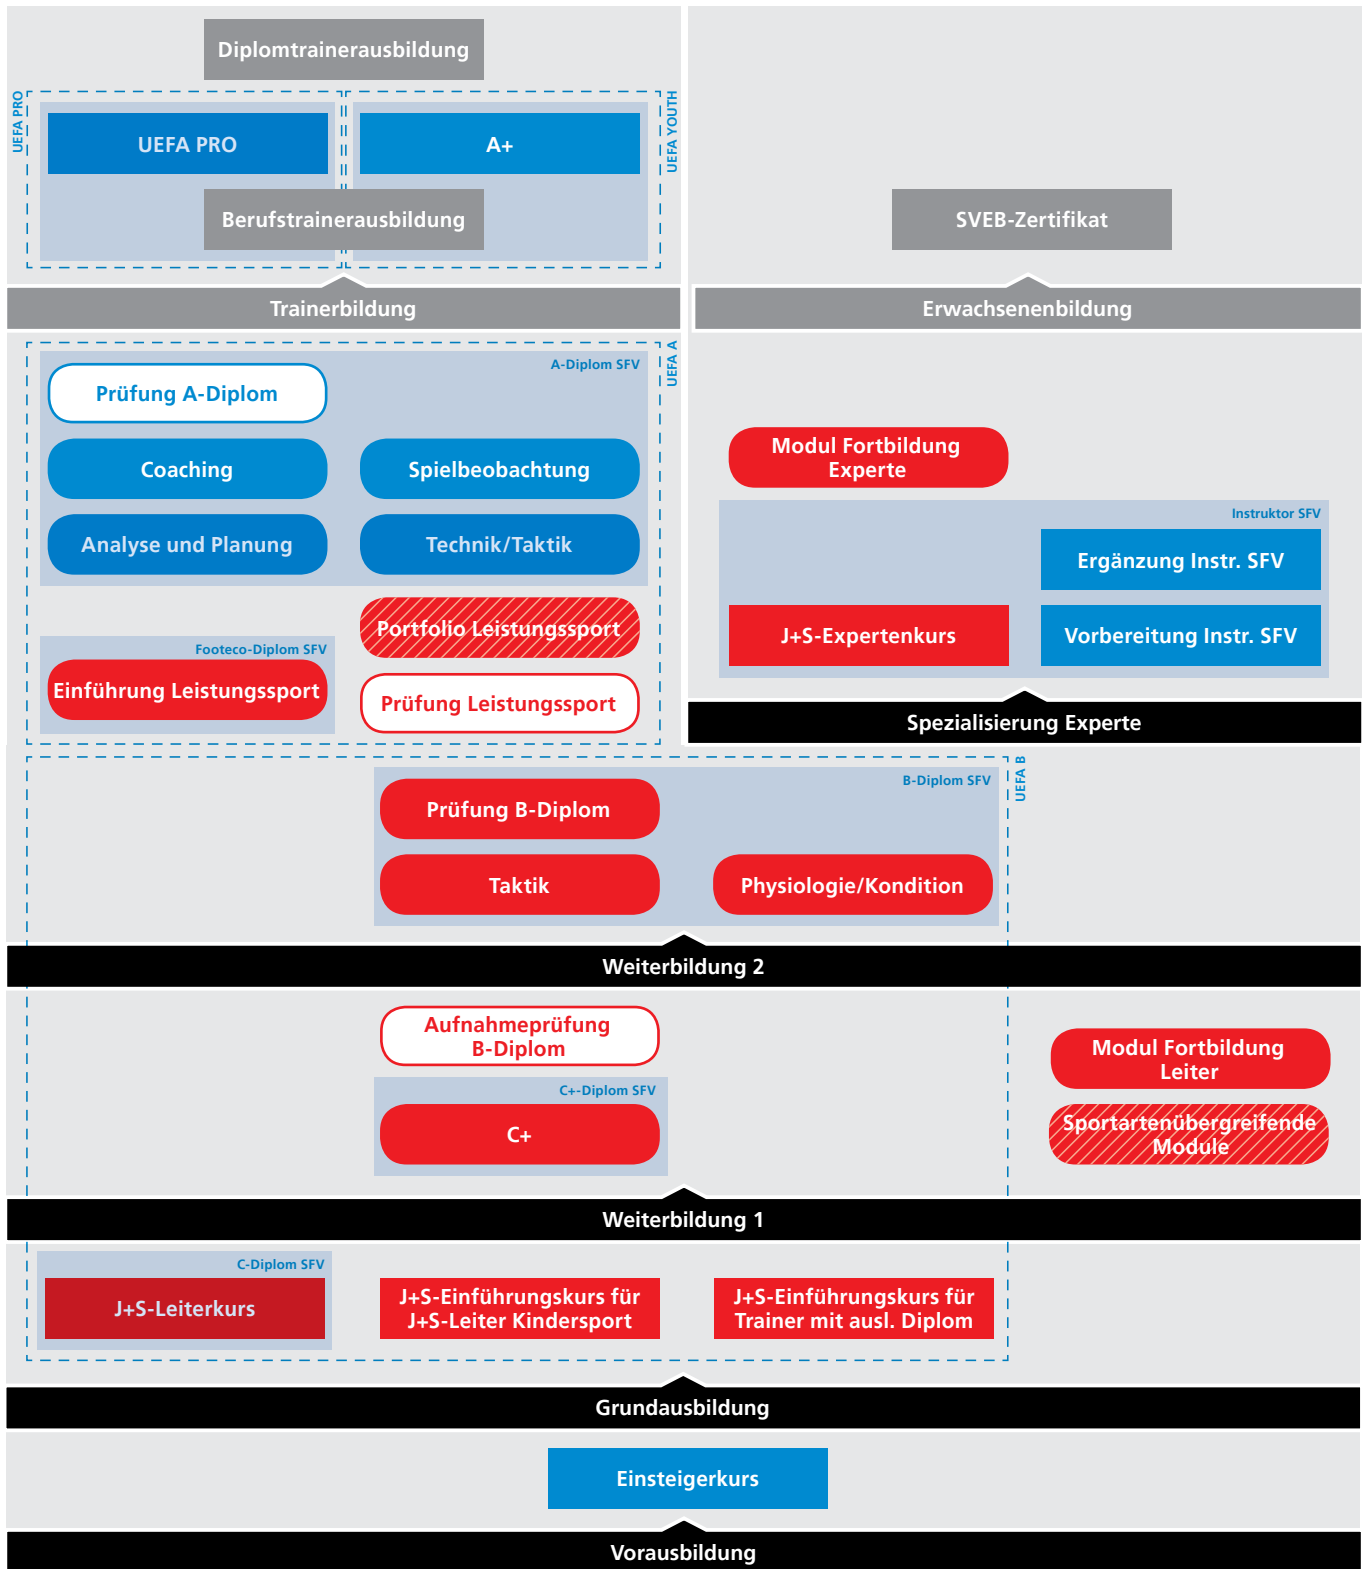 Diplomtrainerausbildung
UEFA PRO
UEFA YOUTH
UEFA PRO
A+
Berufstrainerausbildung
SVEB-Zertifikat
Trainerbildung
Erwachsenenbildung
UEFA A
A-Diplom SFV
Prüfung A-Diplom
Coaching
Spielbeobachtung
Analyse und Planung
Technik/Taktik
Portfolio Leistungssport
Footeco-Diplom SFV
Einführung Leistungssport
Prüfung Leistungssport
Modul Fortbildung
Experte
Instruktor SFV
Ergänzung Instr. SFV
J+S-Expertenkurs
Vorbereitung Instr. SFV
Spezialisierung Experte
UEFA B
B-Diplom SFV
Prüfung B-Diplom
Taktik
Physiologie/Kondition
Weiterbildung 2
Aufnahmeprüfung
B-Diplom
C+-Diplom SFV
C+
Modul Fortbildung
Leiter
Sportartenübergreifende
Module
Weiterbildung 1
C-Diplom SFV
J+S-Leiterkurs
J+S-Einführungskurs für
J+S-Leiter Kindersport
J+S-Einführungskurs für
Trainer mit ausl. Diplom
Grundausbildung
Einsteigerkurs
Vorausbildung